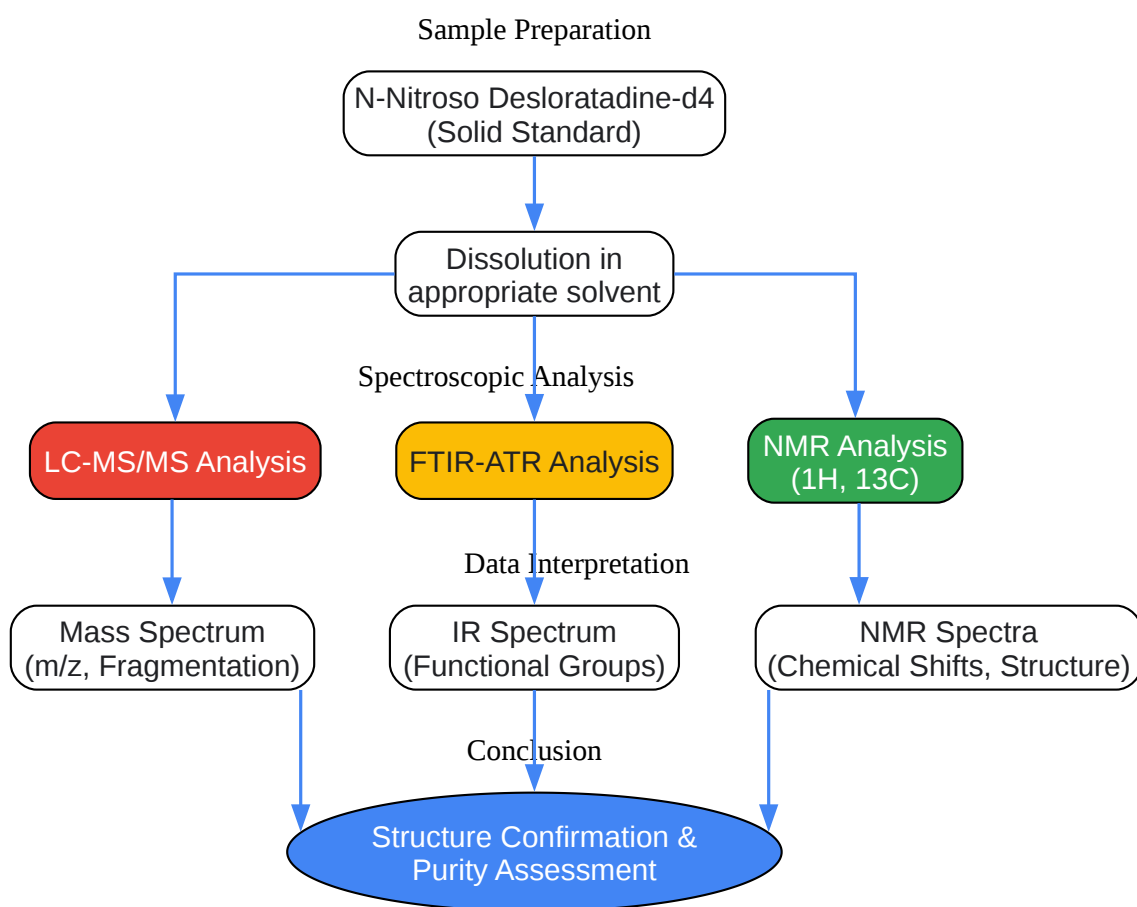 Sample Preparation
N-Nitroso Desloratadine-d4
(Solid Standard)
Dissolution in
appropriate solvent
Spectroscopic Analysis
LC-MS/MS Analysis
FTIR-ATR Analysis
NMR Analysis
(1H, 13C)
Data Interpretation
Mass Spectrum
(m/z, Fragmentation)
IR Spectrum
(Functional Groups)
NMR Spectra
(Chemical Shifts, Structure)
Conclusion
Structure Confirmation &
Purity Assessment